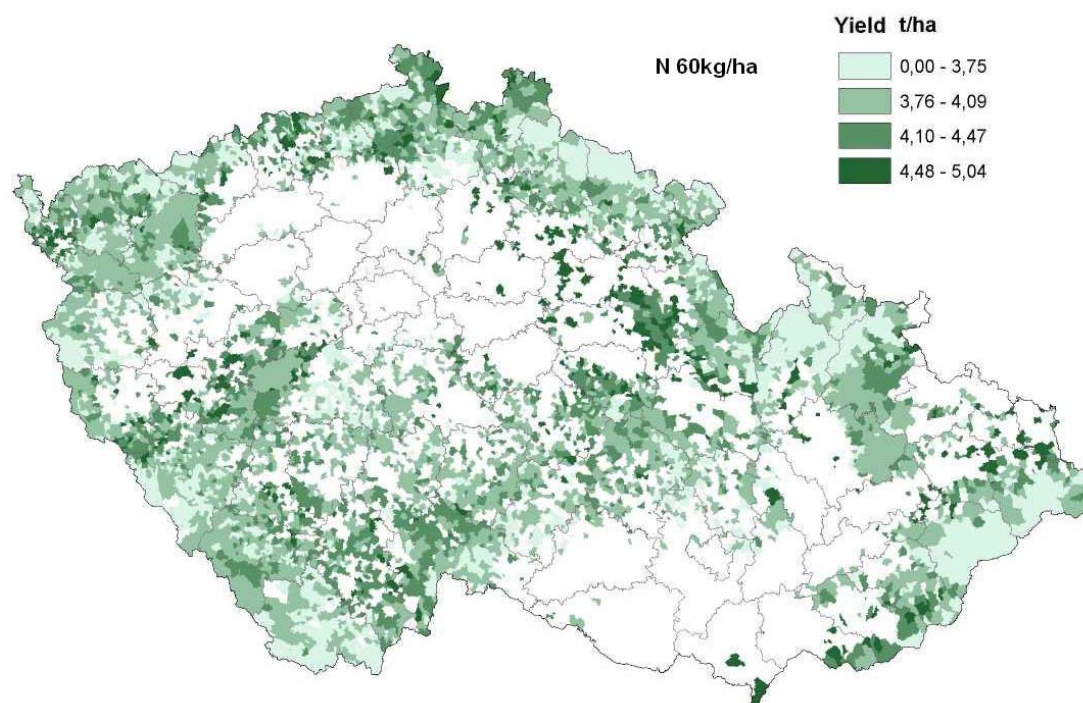 Yield t/ha
N 60kg/ha
0,00 - 3,75
3,76 - 4,09
4,10 - 4,47
4,48 - 5,04